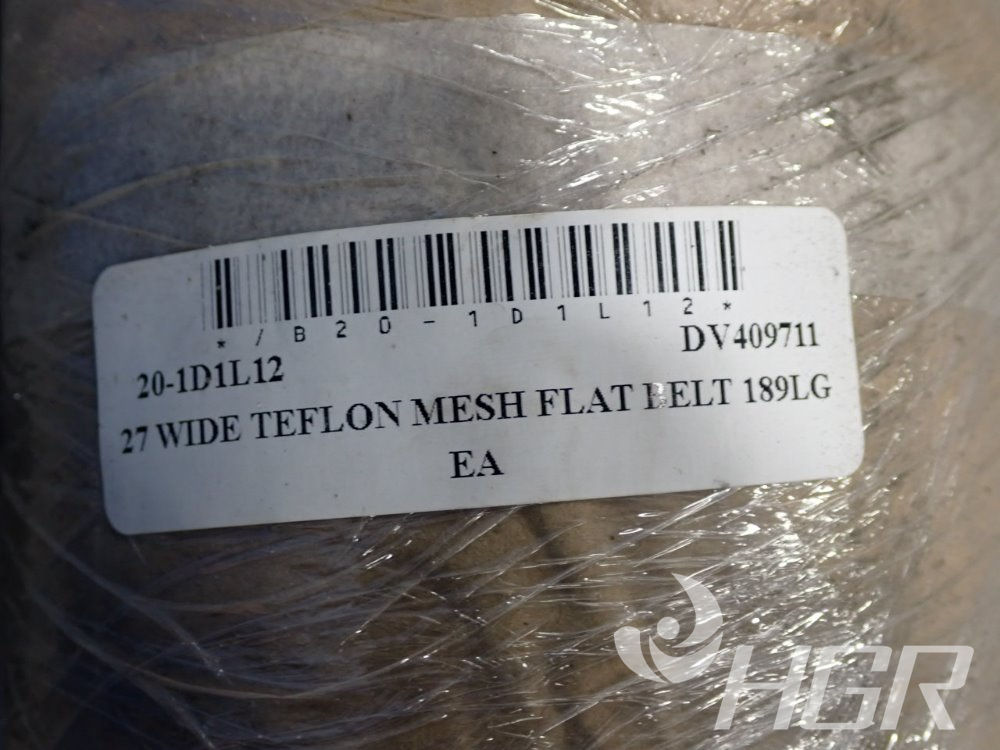 */B20-1D1L12*
20-1D1L12 DV409711
27 WIDE TEFLON MESH FLAT BELT 189LG
EA
HGR